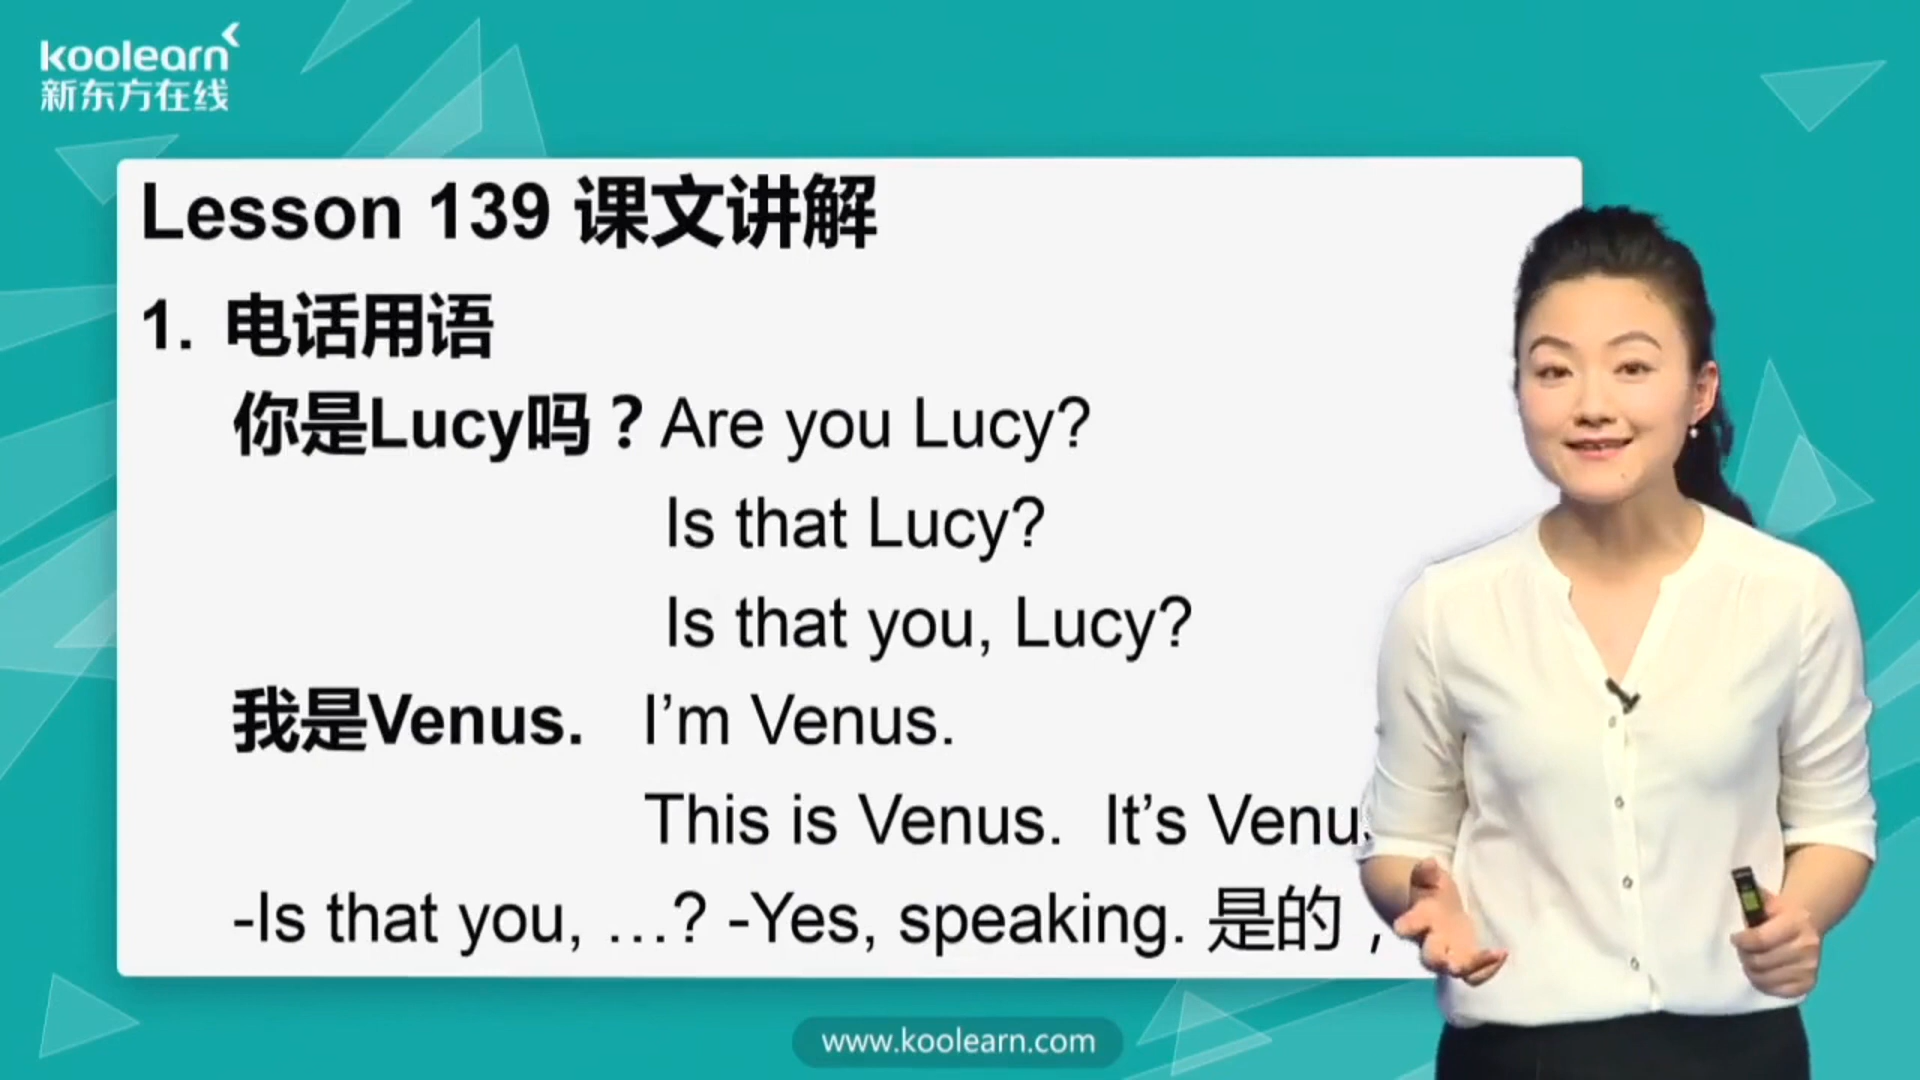 koolearn
新东方在线
Lesson 139 课文讲解
1. 电话用语
你是Lucy吗？Are you Lucy?
Is that Lucy?
Is that you, Lucy?
我是Venus. I’m Venus.
This is Venus. It’s
-Is that you, …? -Yes, speaking. 是的，
www.koolearn.com